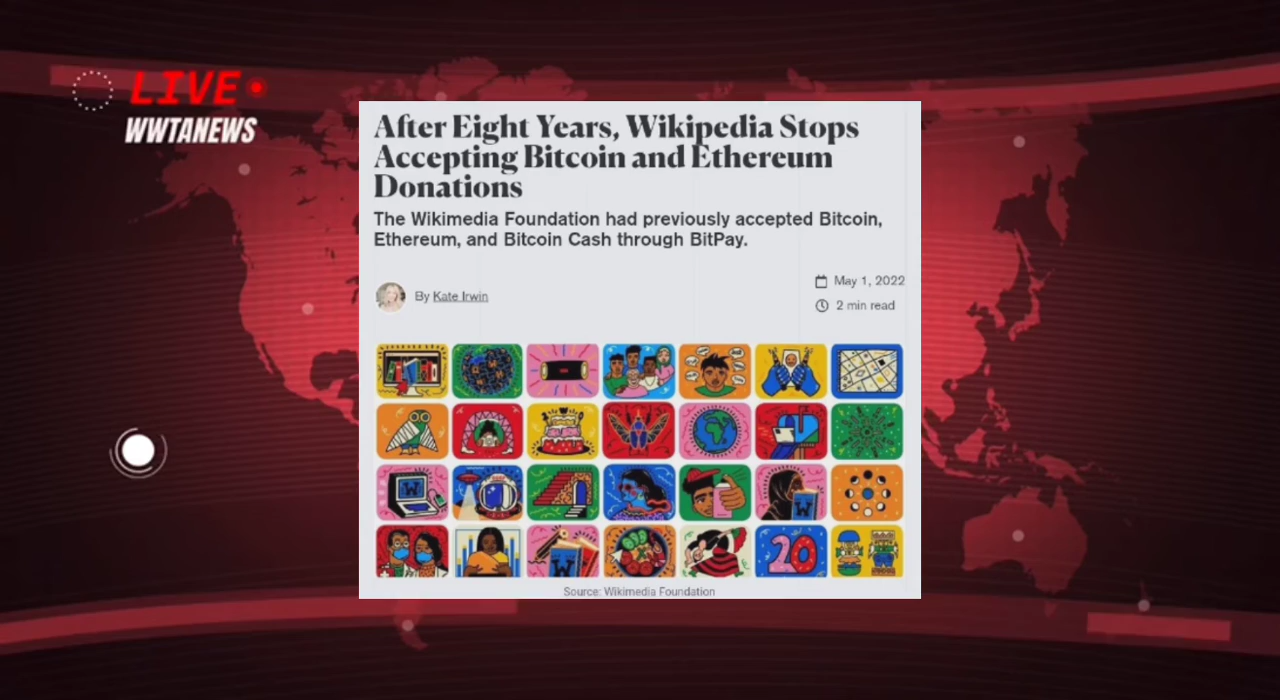 LIVE
WWTANEWS
After Eight Years, Wikipedia Stops
Accepting Bitcoin and Ethereum
Donations
The Wikimedia Foundation had previously accepted Bitcoin,
Ethereum, and Bitcoin Cash through BitPay.
By Kate Irwin
May 1, 2022
2 min read
W
W
W
20
Source: Wikimedia Foundation